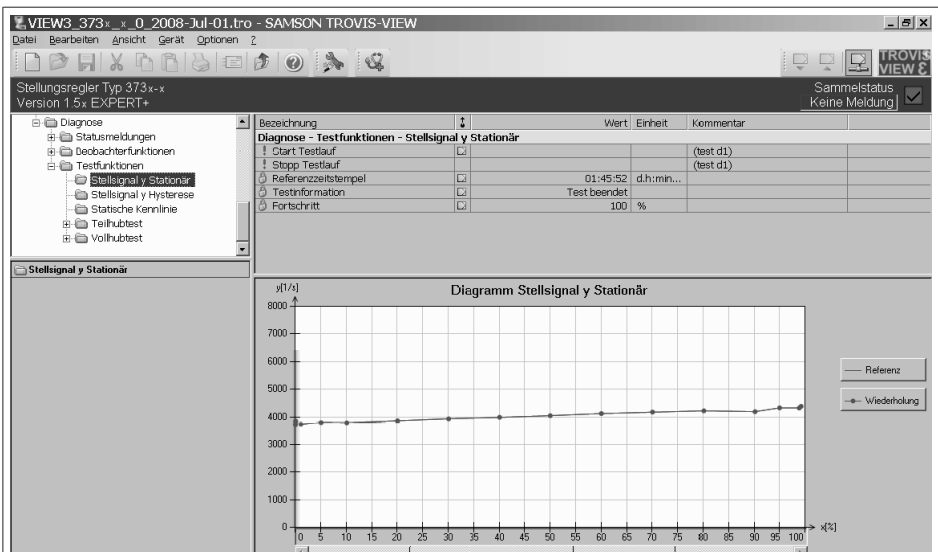 VIEW3_373x_x_0_2008-Jul-01.tro - SAMSON TROVIS-VIEW
Datei Bearbeiten Ansicht Gerät Optionen ?
TROVIS
VIEW 3
Stellungsregler Typ 373x-x
Version 1.5x EXPERT+
Sammelstatus
Keine Meldung
Diagnose
Statusmeldungen
Beobachterfunktionen
Testfunktionen
Stellsignal y Stationär
Stellsignal y Hysterese
Statische Kennlinie
Teilhubtest
Vollhubtest
Bezeichnung Wert Einheit Kommentar
Diagnose - Testfunktionen - Stellsignal y Stationär
Start Testlauf (test d1)
Stopp Testlauf (test d1)
Referenzzeitstempel 01:45:52 d.h:min...
Testinformation Test beendet
Fortschritt 100 %
Stellsignal y Stationär
Diagramm Stellsignal y Stationär
y[1/s]
8000
7000
6000
5000
4000
3000
2000
1000
0
0 5 10 15 20 25 30 35 40 45 50 55 60 65 70 75 80 85 90 95 100
x[%]
Referenz
Wiederholung